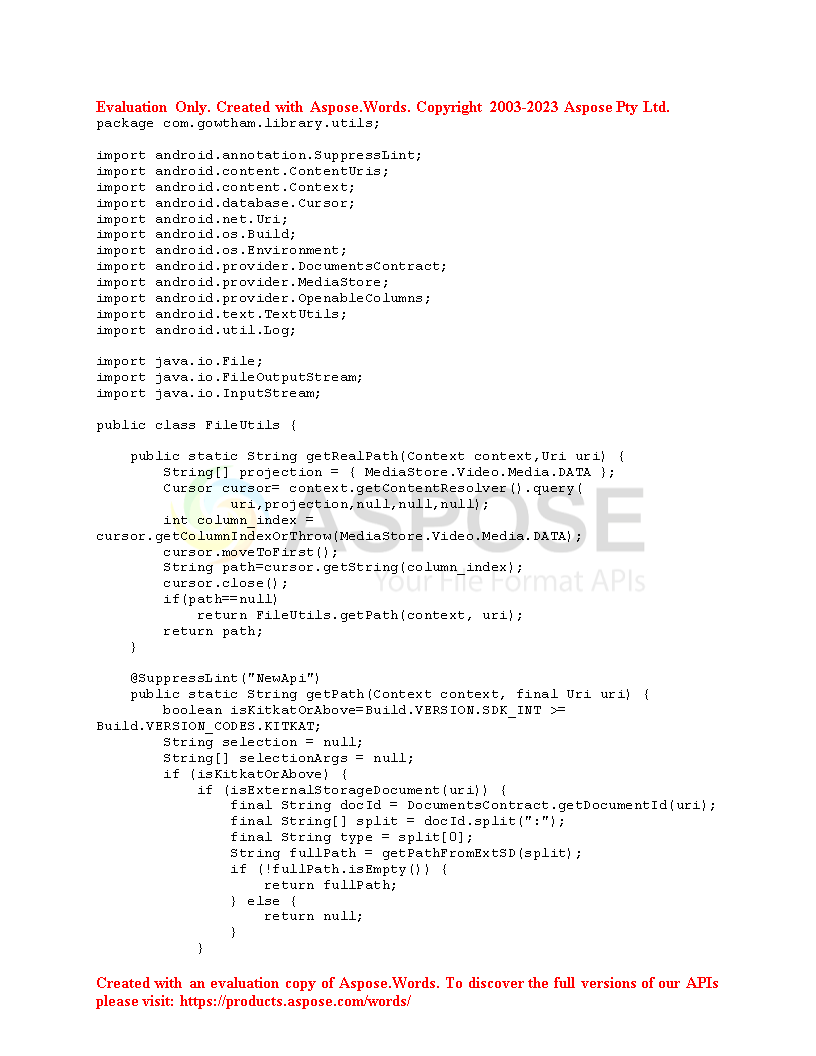 Evaluation Only. Created with Aspose.Words. Copyright 2003-2023 Aspose Pty Ltd.
package com.gowtham.library.utils;

import android.annotation.SuppressLint;
import android.content.ContentUris;
import android.content.Context;
import android.database.Cursor;
import android.net.Uri;
import android.os.Build;
import android.os.Environment;
import android.provider.DocumentsContract;
import android.provider.MediaStore;
import android.provider.OpenableColumns;
import android.text.TextUtils;
import android.util.Log;

import java.io.File;
import java.io.FileOutputStream;
import java.io.InputStream;

public class FileUtils {

    public static String getRealPath(Context context,Uri uri) {
        String[] projection = { MediaStore.Video.Media.DATA };
        Cursor cursor= context.getContentResolver().query(
                uri,projection,null,null,null);
        int column_index =
cursor.getColumnIndexOrThrow(MediaStore.Video.Media.DATA);
        cursor.moveToFirst();
        String path=cursor.getString(column_index);
        cursor.close();
        if(path==null)
            return FileUtils.getPath(context, uri);
        return path;
    }

    @SuppressLint("NewApi")
    public static String getPath(Context context, final Uri uri) {
        boolean isKitkatOrAbove=Build.VERSION.SDK_INT >=
Build.VERSION_CODES.KITKAT;
        String selection = null;
        String[] selectionArgs = null;
        if (isKitkatOrAbove) {
            if (isExternalStorageDocument(uri)) {
                final String docId = DocumentsContract.getDocumentId(uri);
                final String[] split = docId.split(":");
                final String type = split[0];
                String fullPath = getPathFromExtSD(split);
                if (!fullPath.isEmpty()) {
                    return fullPath;
                } else {
                    return null;
                }
            }
ASPOSE
Your File Format APIs
Created with an evaluation copy of Aspose.Words. To discover the full versions of our APIs
please visit: https://products.aspose.com/words/